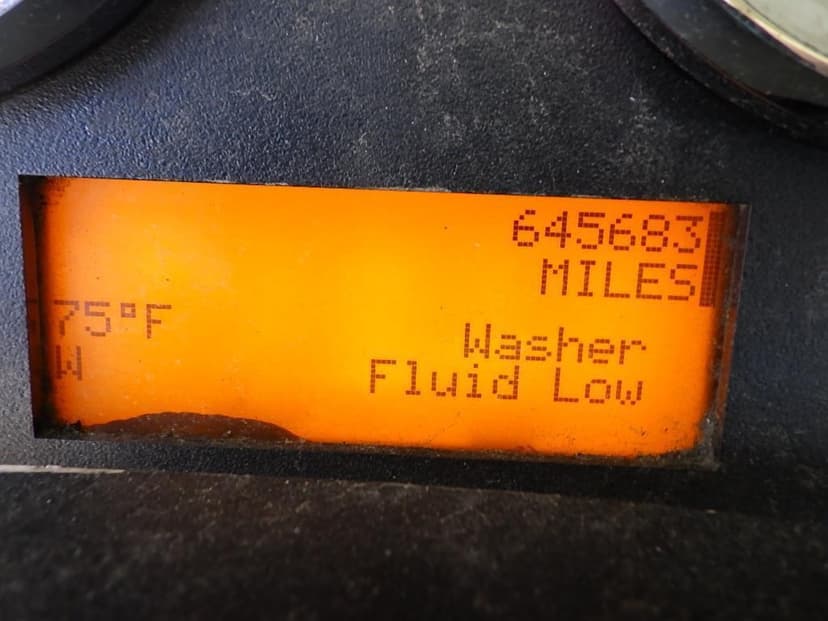 645683
MILES
75°F
W
Washer
Fluid Low